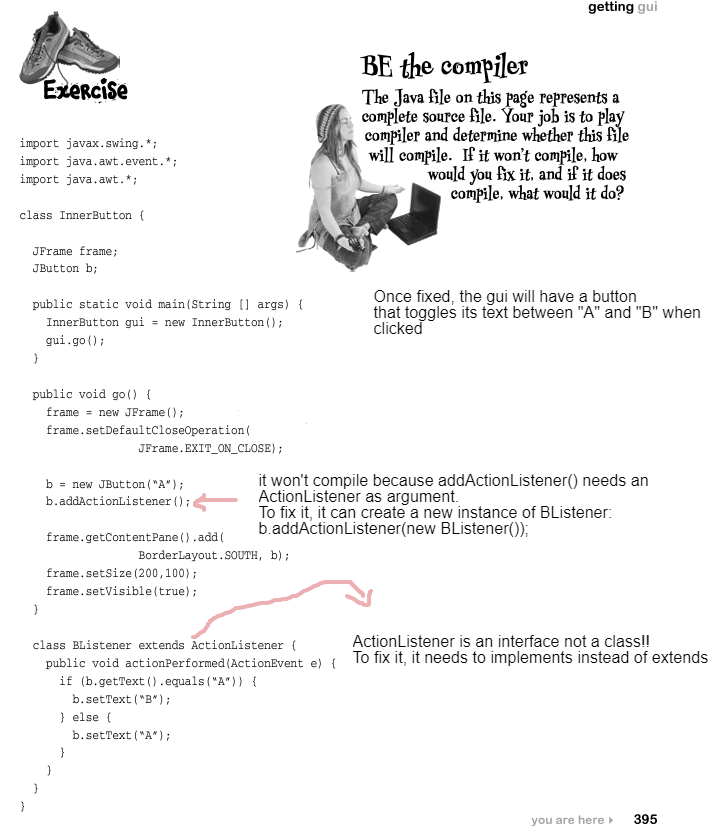 getting gui
Exercise
BE the compiler
The Java file on this page represents a
complete source file. Your job is to play
compiler and determine whether this file
will compile. If it won't compile, how
would you fix it, and if it does
compile, what would it do?
import javax.swing.*;
import java.awt.event.*;
import java.awt.*;
class InnerButton {
JFrame frame;
JButton b;
public static void main(String [] args) {
InnerButton gui = new InnerButton();
gui.go();
}
Once fixed, the gui will have a button
that toggles its text between "A" and "B" when
clicked
public void go() {
frame = new JFrame();
frame.setDefaultCloseOperation(
JFrame.EXIT_ON_CLOSE);
b = new JButton(“A”);
b.addActionListener();
it won't compile because addActionListener() needs an
ActionListener as argument.
To fix it, it can create a new instance of BListener:
b.addActionListener(new BListener());
frame.getContentPane().add(
BorderLayout.SOUTH, b);
frame.setSize(200,100);
frame.setVisible(true);
}
class BListener extends ActionListener {
public void actionPerformed(ActionEvent e) {
if (b.getText().equals(“A”)) {
b.setText(“B”);
} else {
b.setText(“A”);
}
}
}
}
ActionListener is an interface not a class!!
To fix it, it needs to implements instead of extends
you are here
395